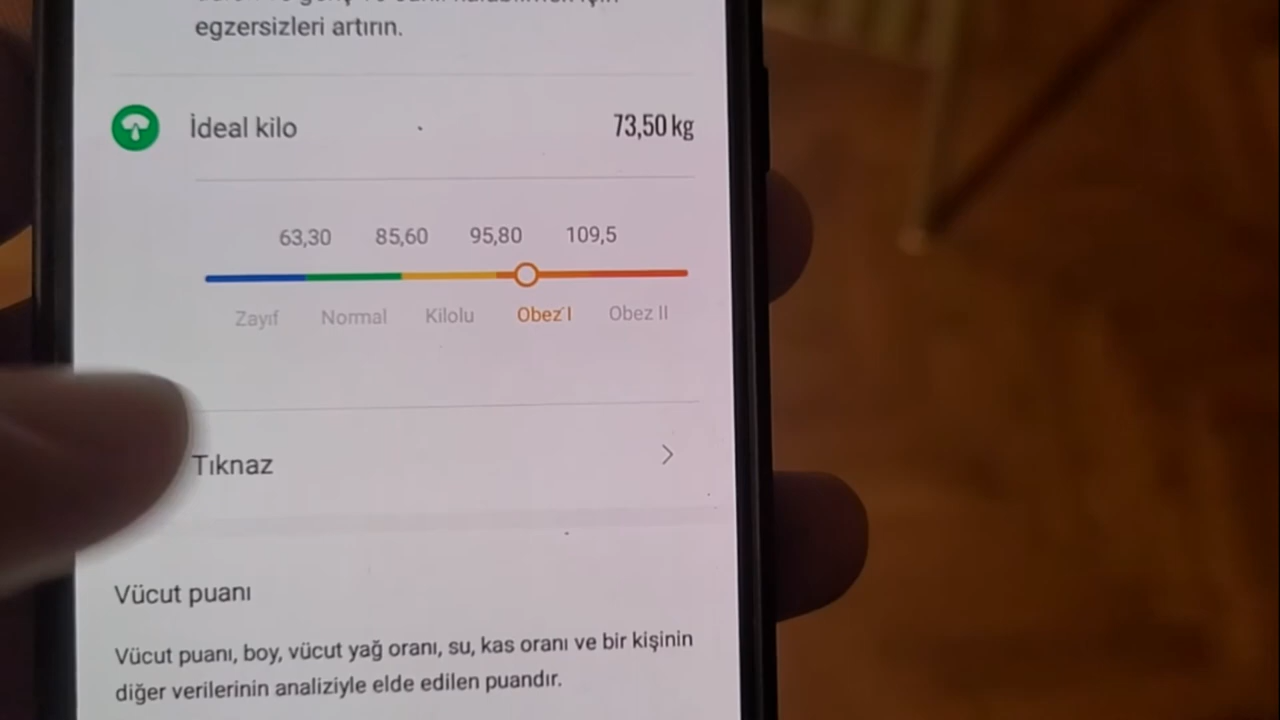 egzersizleri artırın.
İdeal kilo 73,50 kg
63,30 85,60 95,80 109,5
Zayıf Normal Kilolu Obez I Obez II
Tıknaz
Vücut puanı
Vücut puanı, boy, vücut yağ oranı, su, kas oranı ve bir kişinin
diğer verilerinin analiziyle elde edilen puandır.